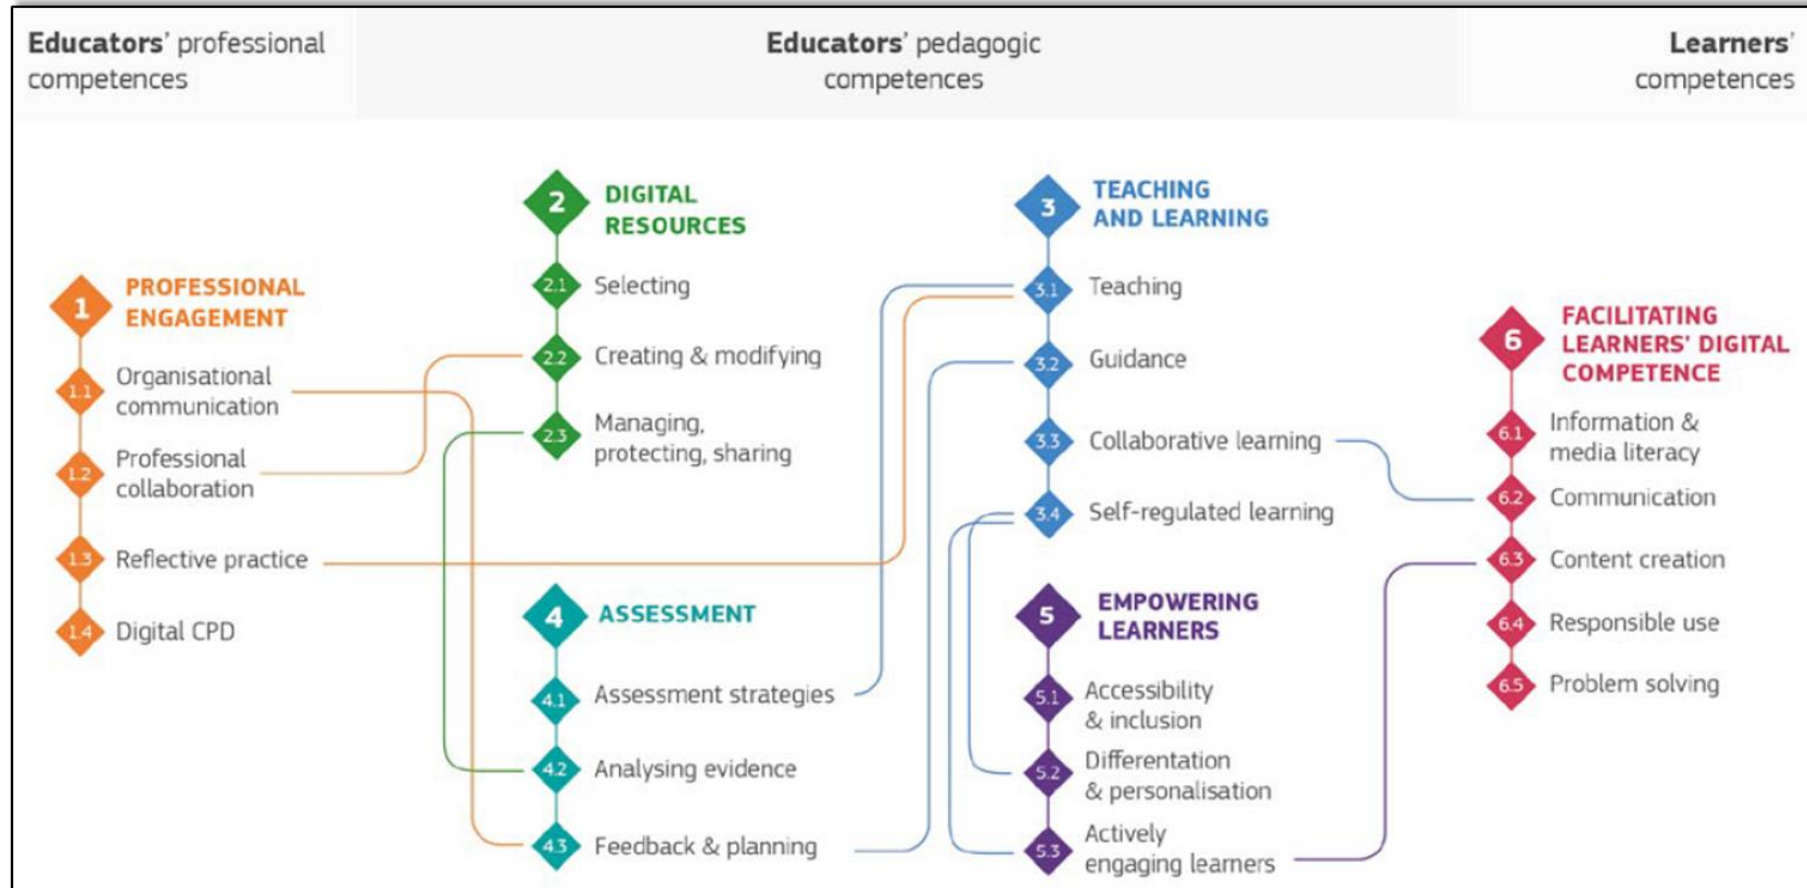 Educators' professional
competences
Educators' pedagogic
competences
Learners'
competences
1
PROFESSIONAL
ENGAGEMENT
1.1
Organisational
communication
1.2
Professional
collaboration
1.3
Reflective practice
1.4
Digital CPD
2
DIGITAL
RESOURCES
2.1
Selecting
2.2
Creating & modifying
2.3
Managing,
protecting, sharing
3
TEACHING
AND LEARNING
3.1
Teaching
3.2
Guidance
3.3
Collaborative learning
3.4
Self-regulated learning
4
ASSESSMENT
4.1
Assessment strategies
4.2
Analysing evidence
4.3
Feedback & planning
5
EMPOWERING
LEARNERS
5.1
Accessibility
& inclusion
5.2
Differentation
& personalisation
5.3
Actively
engaging learners
6
FACILITATING
LEARNERS' DIGITAL
COMPETENCE
6.1
Information &
media literacy
6.2
Communication
6.3
Content creation
6.4
Responsible use
6.5
Problem solving